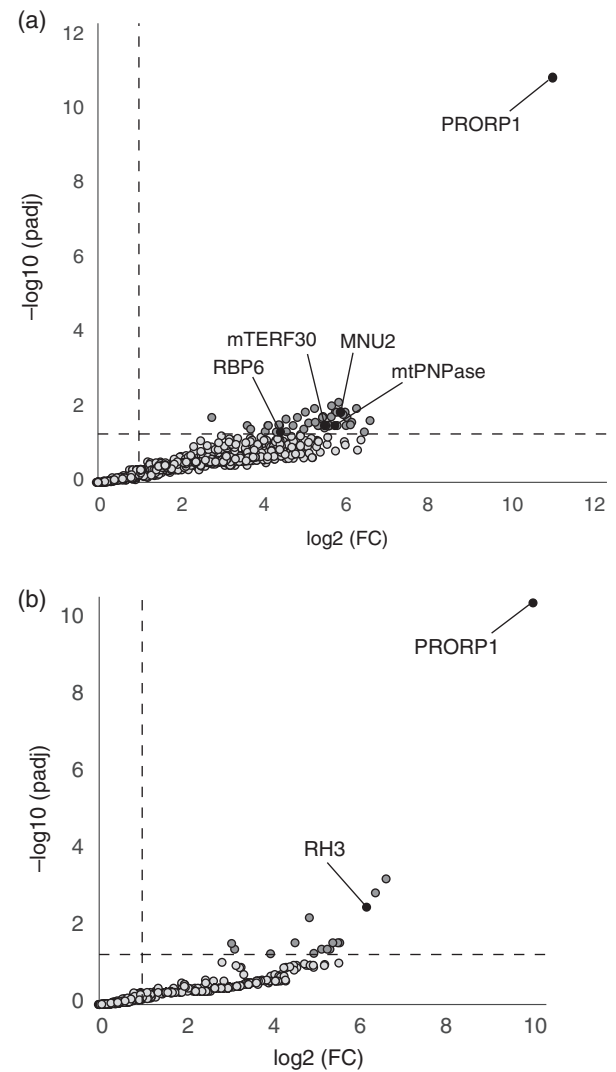 (a)
12
10
8
6
4
2
0
−log10 (padj)
PRORP1
mTERF30
MNU2
RBP6
mtPNPase
0 2 4 6 8 10 12
log2 (FC)
(b)
10
8
6
4
2
0
−log10 (padj)
PRORP1
RH3
0 2 4 6 8 10
log2 (FC)